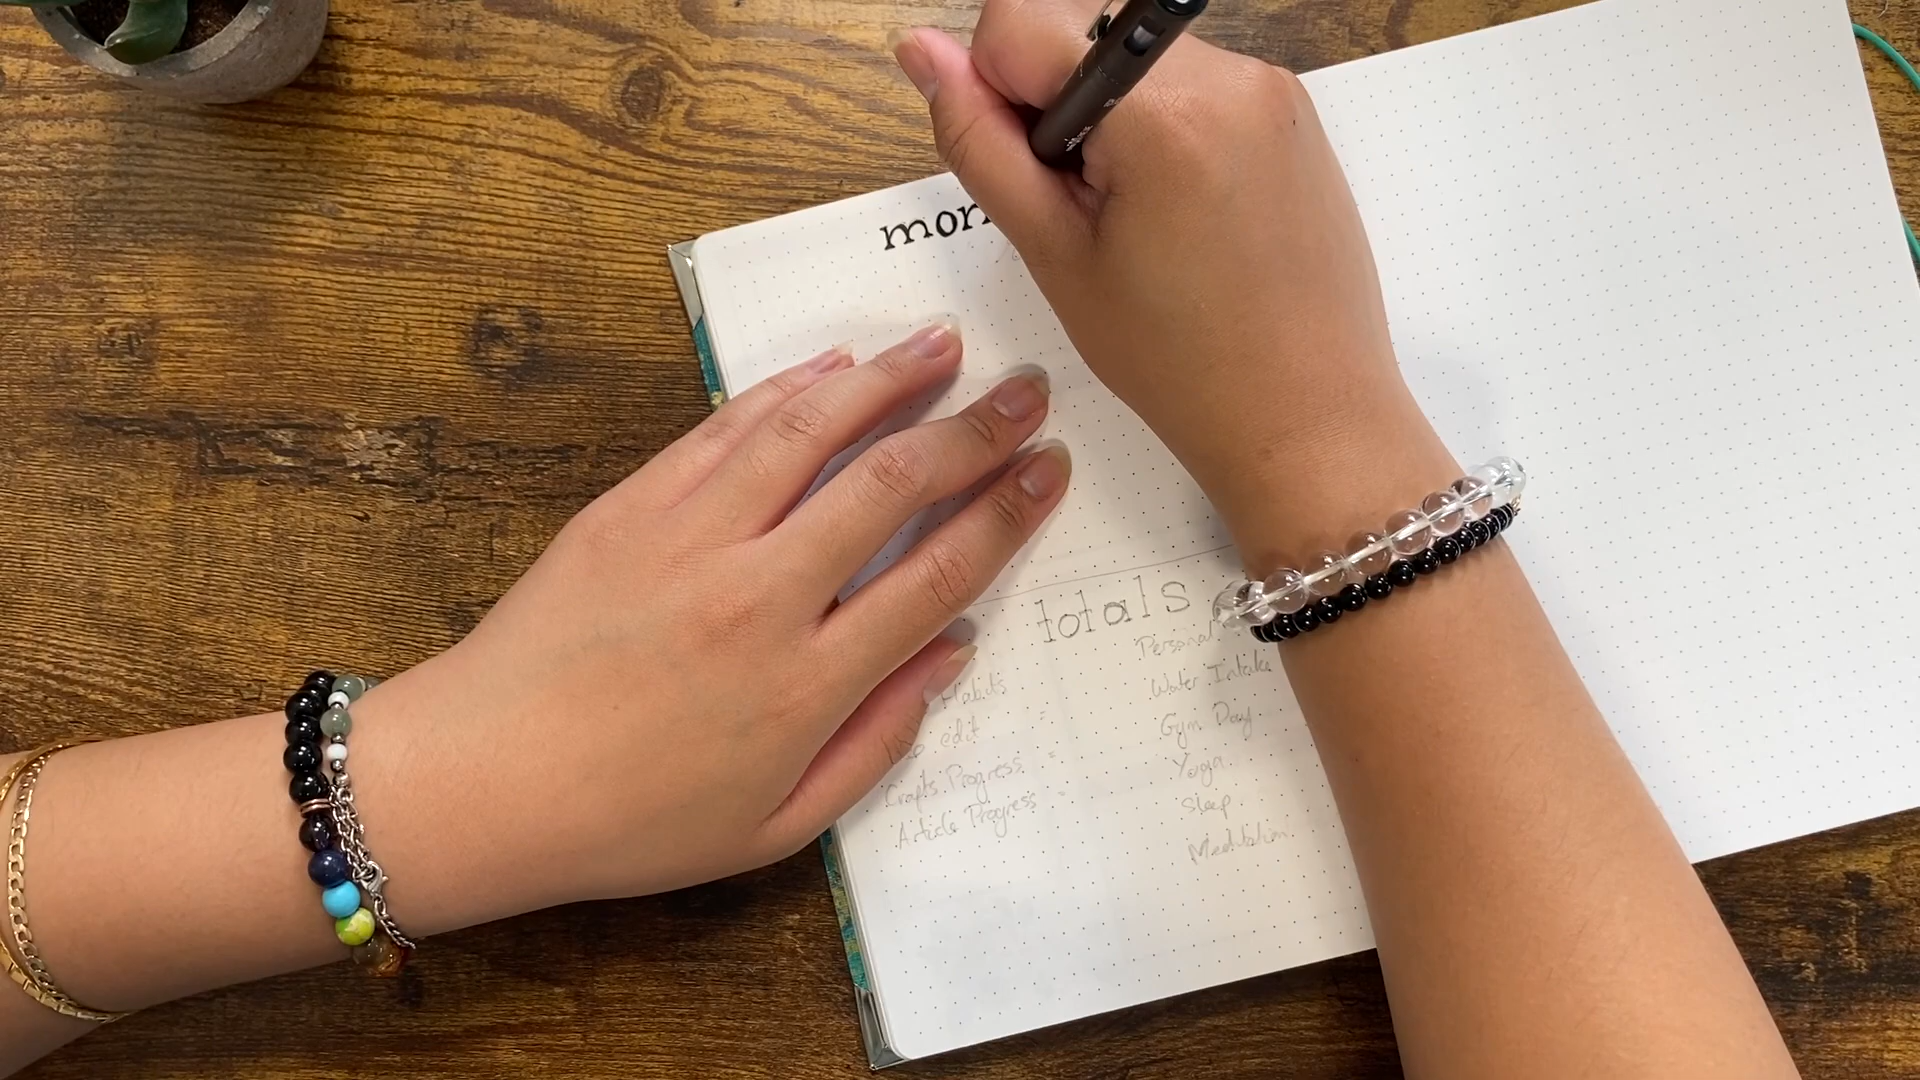 mon
totals
Personal
Habits
Water Intake
edit
Gym Day
Crafts Progress =
Yoga
Article Progress -
Sleep
Meditation